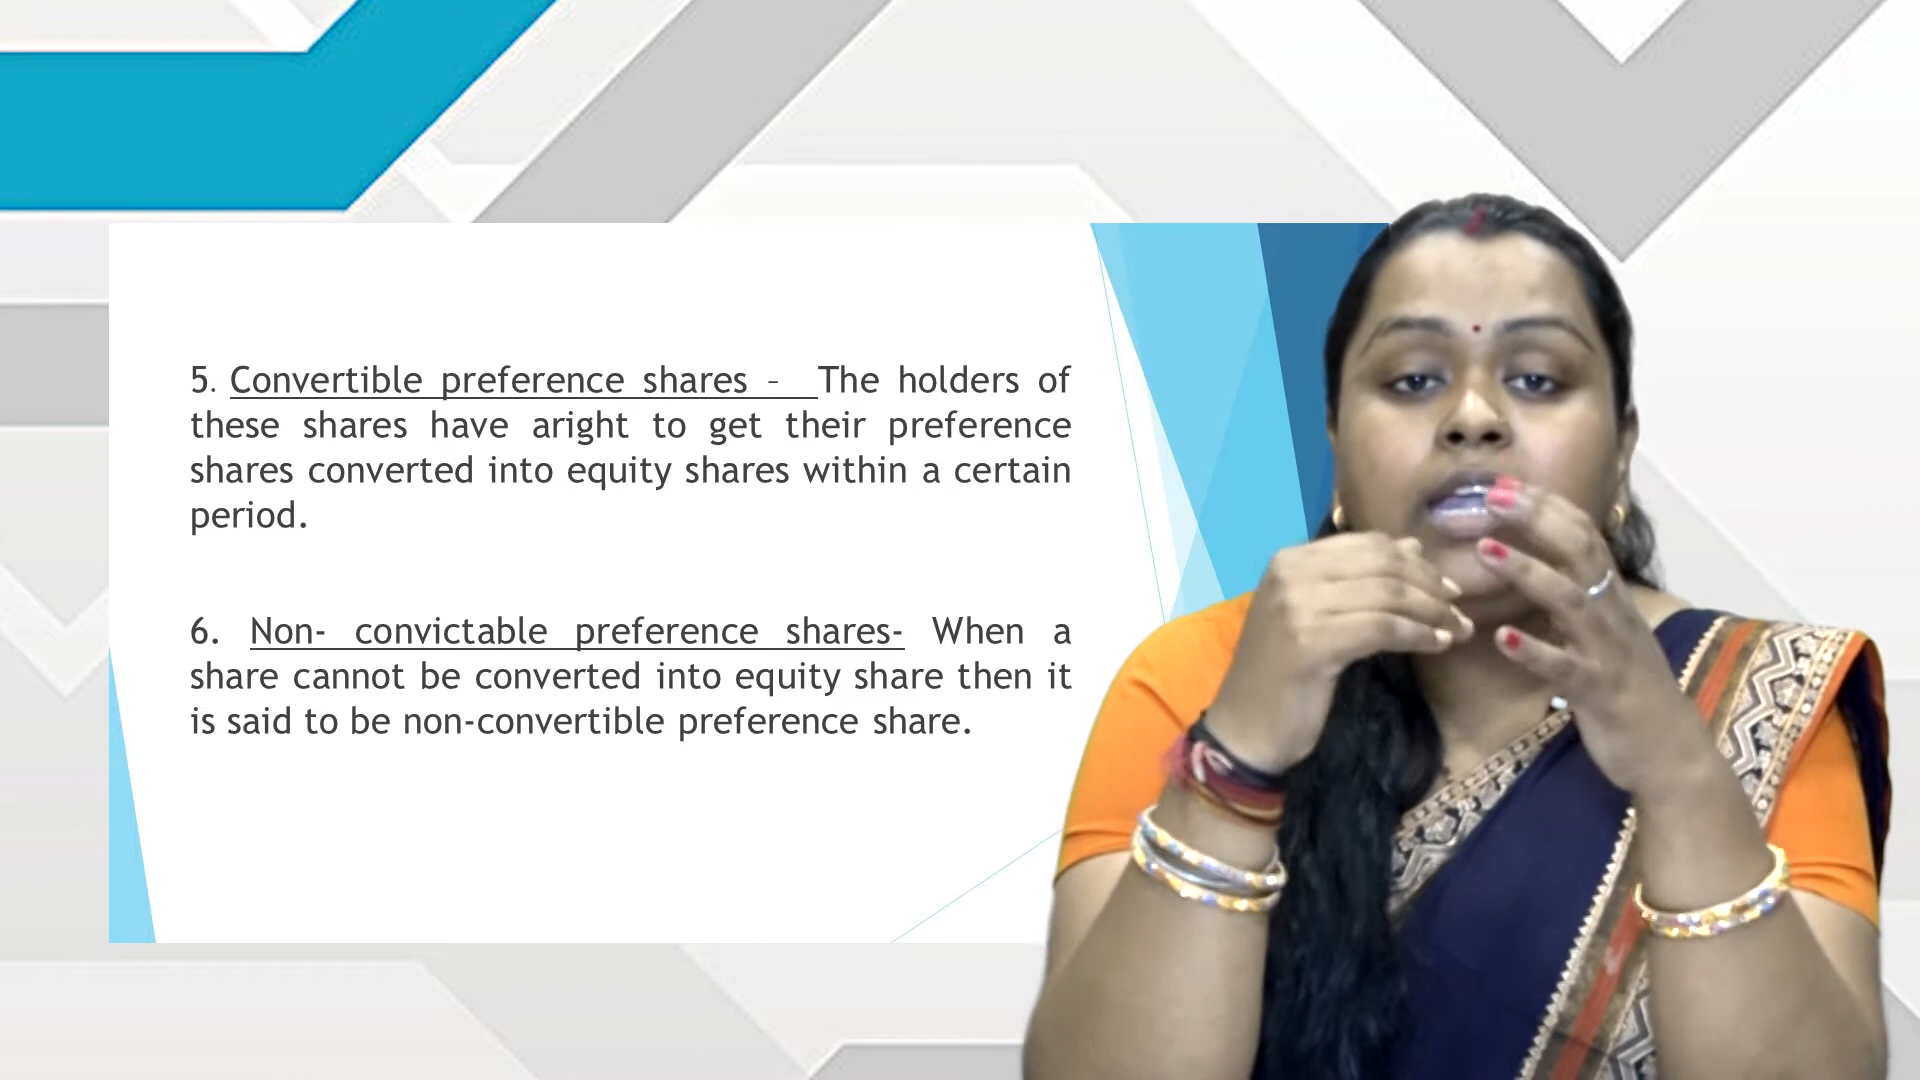 5. Convertible preference shares – The holders of
these shares have aright to get their preference
shares converted into equity shares within a certain
period.
6. Non- convictable preference shares- When a
share cannot be converted into equity share then it
is said to be non-convertible preference share.